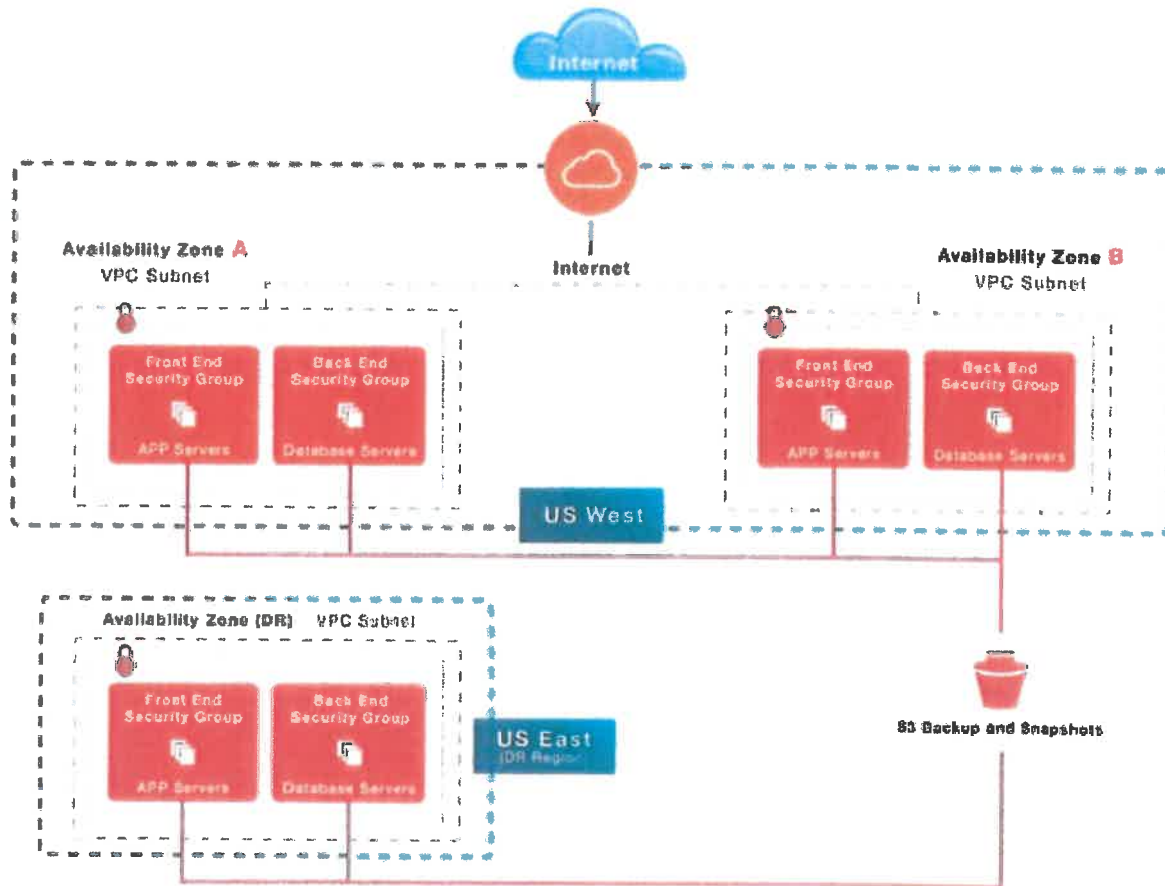 Internet
Availability Zone A
VPC Subnet
Internet
Availability Zone B
VPC Subnet
Front End
Security Group
APP Servers
Back End
Security Group
Database Servers
Front End
Security Group
APP Servers
Back End
Security Group
Database Servers
US West
Availability Zone (DR) VPC Subnet
Front End
Security Group
APP Servers
Back End
Security Group
Database Servers
US East
(DR Region
S3 Backup and Snapshots